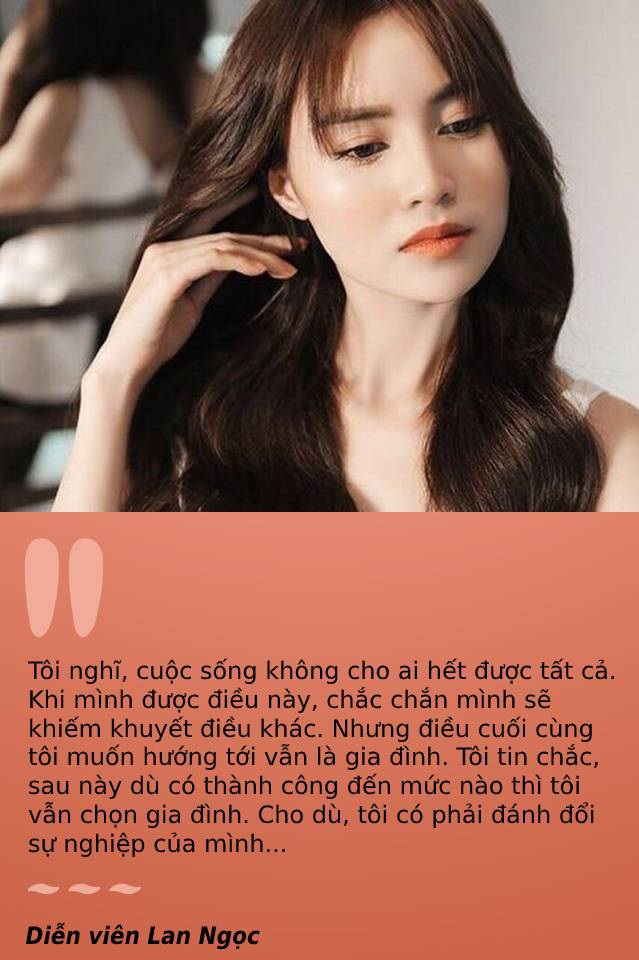 Tôi nghĩ, cuộc sống không cho ai hết được tất cả.
Khi mình được điều này, chắc chắn mình sẽ
khiếm khuyết điều khác. Nhưng điều cuối cùng
tôi muốn hướng tới vẫn là gia đình. Tôi tin chắc,
sau này dù có thành công đến mức nào thì tôi
vẫn chọn gia đình. Cho dù, tôi có phải đánh đổi
sự nghiệp của mình...
Diễn viên Lan Ngọc